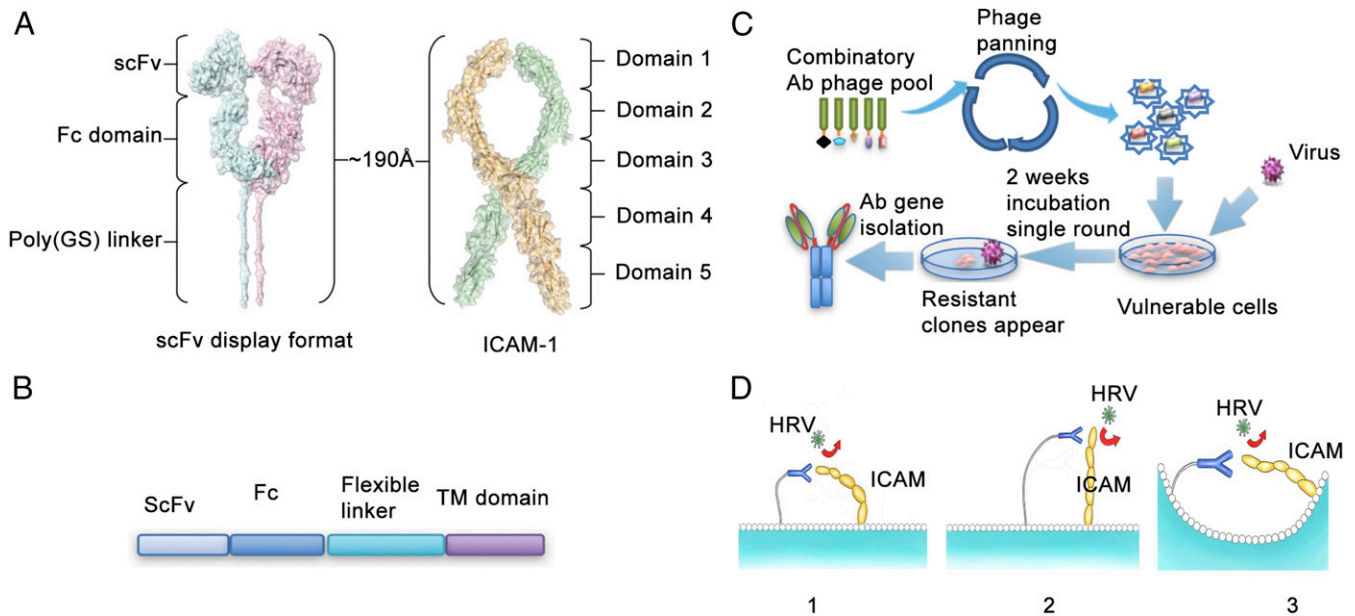 A
scFv
Fc domain
Poly(GS) linker
~190Å
Domain 1
Domain 2
Domain 3
Domain 4
Domain 5
scFv display format
ICAM-1
B
ScFv
Fc
Flexible
linker
TM domain
C
Combinatory
Ab phage pool
Phage
panning
Virus
2 weeks
incubation
single round
Ab gene
isolation
Resistant
clones appear
Vulnerable cells
D
HRV
ICAM
1
HRV
ICAM
2
HRV
ICAM
3